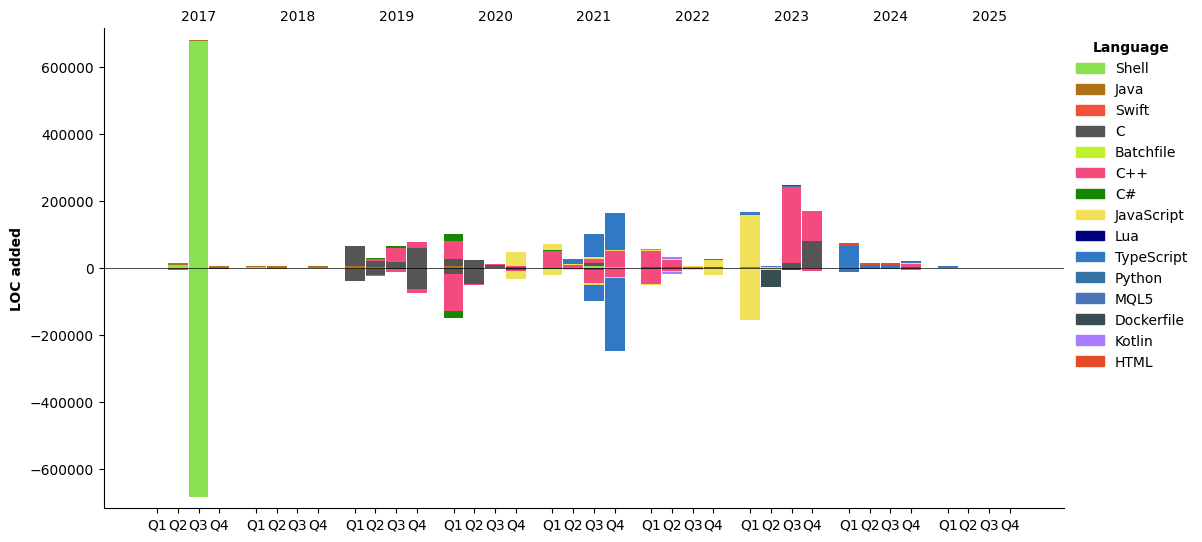 2017 2018 2019 2020 2021 2022 2023 2024 2025
LOC added
600000
400000
200000
0
−200000
−400000
−600000
Q1 Q2 Q3 Q4 Q1 Q2 Q3 Q4 Q1 Q2 Q3 Q4 Q1 Q2 Q3 Q4 Q1 Q2 Q3 Q4 Q1 Q2 Q3 Q4 Q1 Q2 Q3 Q4 Q1 Q2 Q3 Q4 Q1 Q2 Q3 Q4
Language
Shell
Java
Swift
C
Batchfile
C++
C#
JavaScript
Lua
TypeScript
Python
MQL5
Dockerfile
Kotlin
HTML